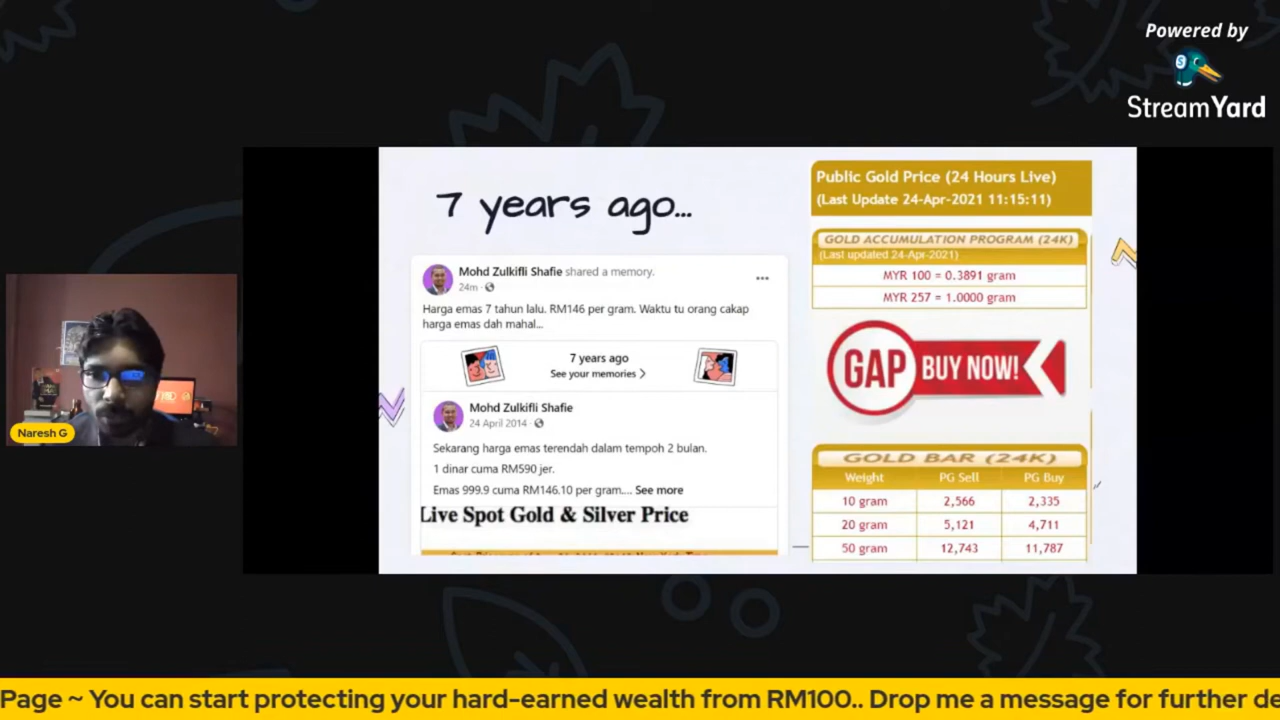 Powered by
StreamYard
7 years ago...
Mohd Zulkifli Shafie shared a memory.
24m
Harga emas 7 tahun lalu. RM146 per gram. Waktu tu orang cakap
harga emas dah mahal...
7 years ago
See your memories
Mohd Zulkifli Shafie
24 April 2014
Sekarang harga emas terendah dalam tempoh 2 bulan.
1 dinar cuma RM590 jer.
Emas 999.9 cuma RM146.10 per gram.... See more
Live Spot Gold & Silver Price
Public Gold Price (24 Hours Live)
(Last Update 24-Apr-2021 11:15:11)
GOLD ACCUMULATION PROGRAM (24K)
(Last updated 24-Apr-2021)
MYR 100 = 0.3891 gram
MYR 257 = 1.0000 gram
GAP BUY NOW!
GOLD BAR (24K)
Weight PG Sell PG Buy
10 gram 2,566 2,335
20 gram 5,121 4,711
50 gram 12,743 11,787
Naresh G
Page ~ You can start protecting your hard-earned wealth from RM100.. Drop me a message for further de